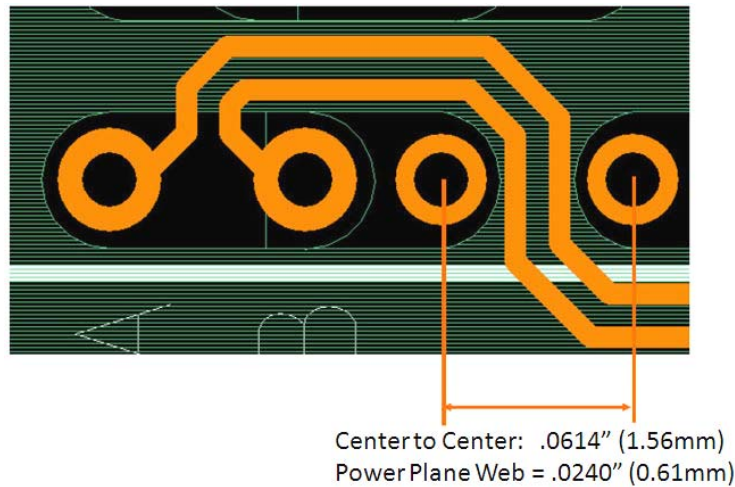 A
B
Center to Center: .0614” (1.56mm)
Power Plane Web = .0240” (0.61mm)